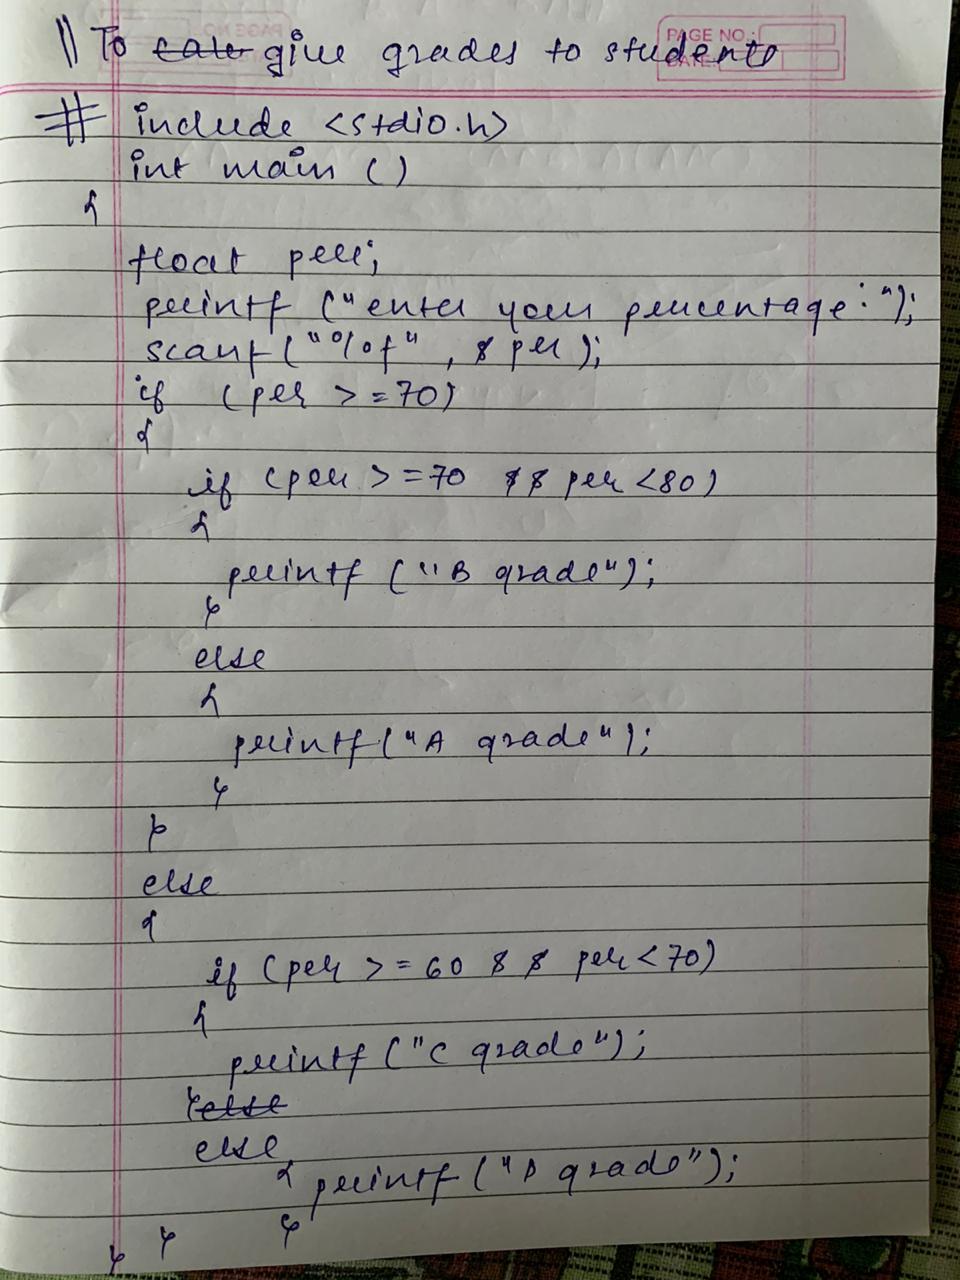 // To give grades to students
PAGE NO.:
DATE:
# include <stdio.h>
int main ()
{
float per;
printf ("enter your percentage:");
scanf ("%f", & per);
if (per >=70)
{
if (per >=70 && per <80)
{
printf ("B grade");
}
else
{
printf ("A grade");
}
}
else
{
if (per >=60 && per <70)
{
printf ("C grade");
}
else
{ printf ("D grade");
} } }